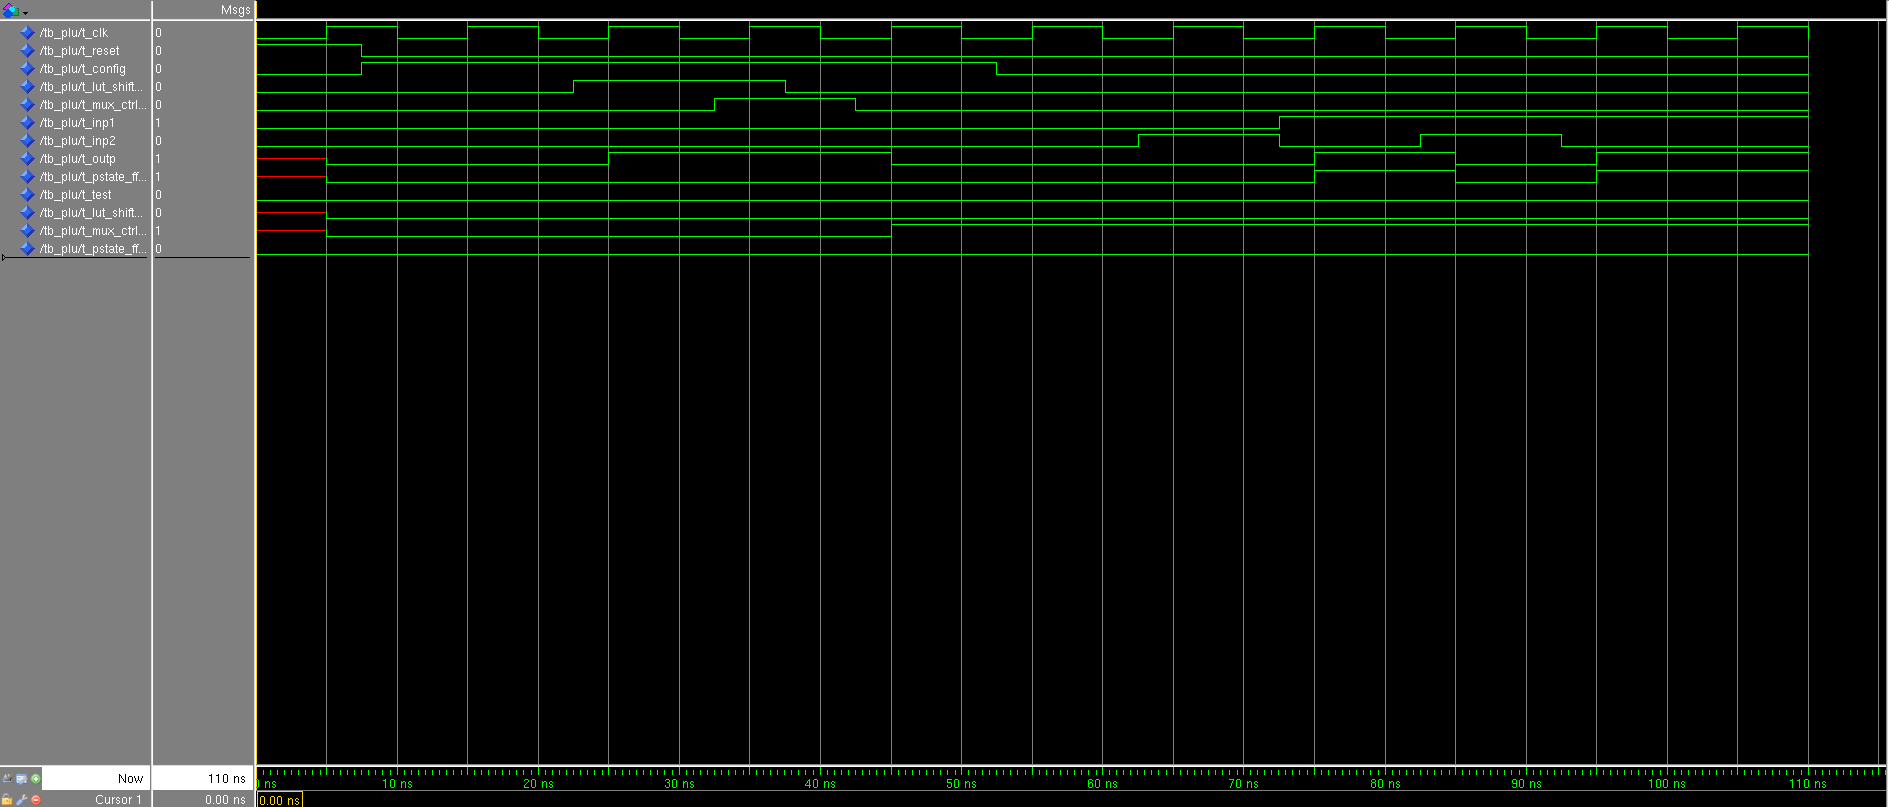 Msgs
/tb_plu/t_clk 0
/tb_plu/t_reset 0
/tb_plu/t_config 0
/tb_plu/t_lut_shift... 0
/tb_plu/t_mux_ctrl... 0
/tb_plu/t_inp1 1
/tb_plu/t_inp2 0
/tb_plu/t_outp 1
/tb_plu/t_pstate_ff... 1
/tb_plu/t_test 0
/tb_plu/t_lut_shift... 0
/tb_plu/t_mux_ctrl... 1
/tb_plu/t_pstate_ff... 0
Now 110 ns 0 ns 10 ns 20 ns 30 ns 40 ns 50 ns 60 ns 70 ns 80 ns 90 ns 100 ns 110 ns
Cursor 1 0.00 ns 0.00 ns